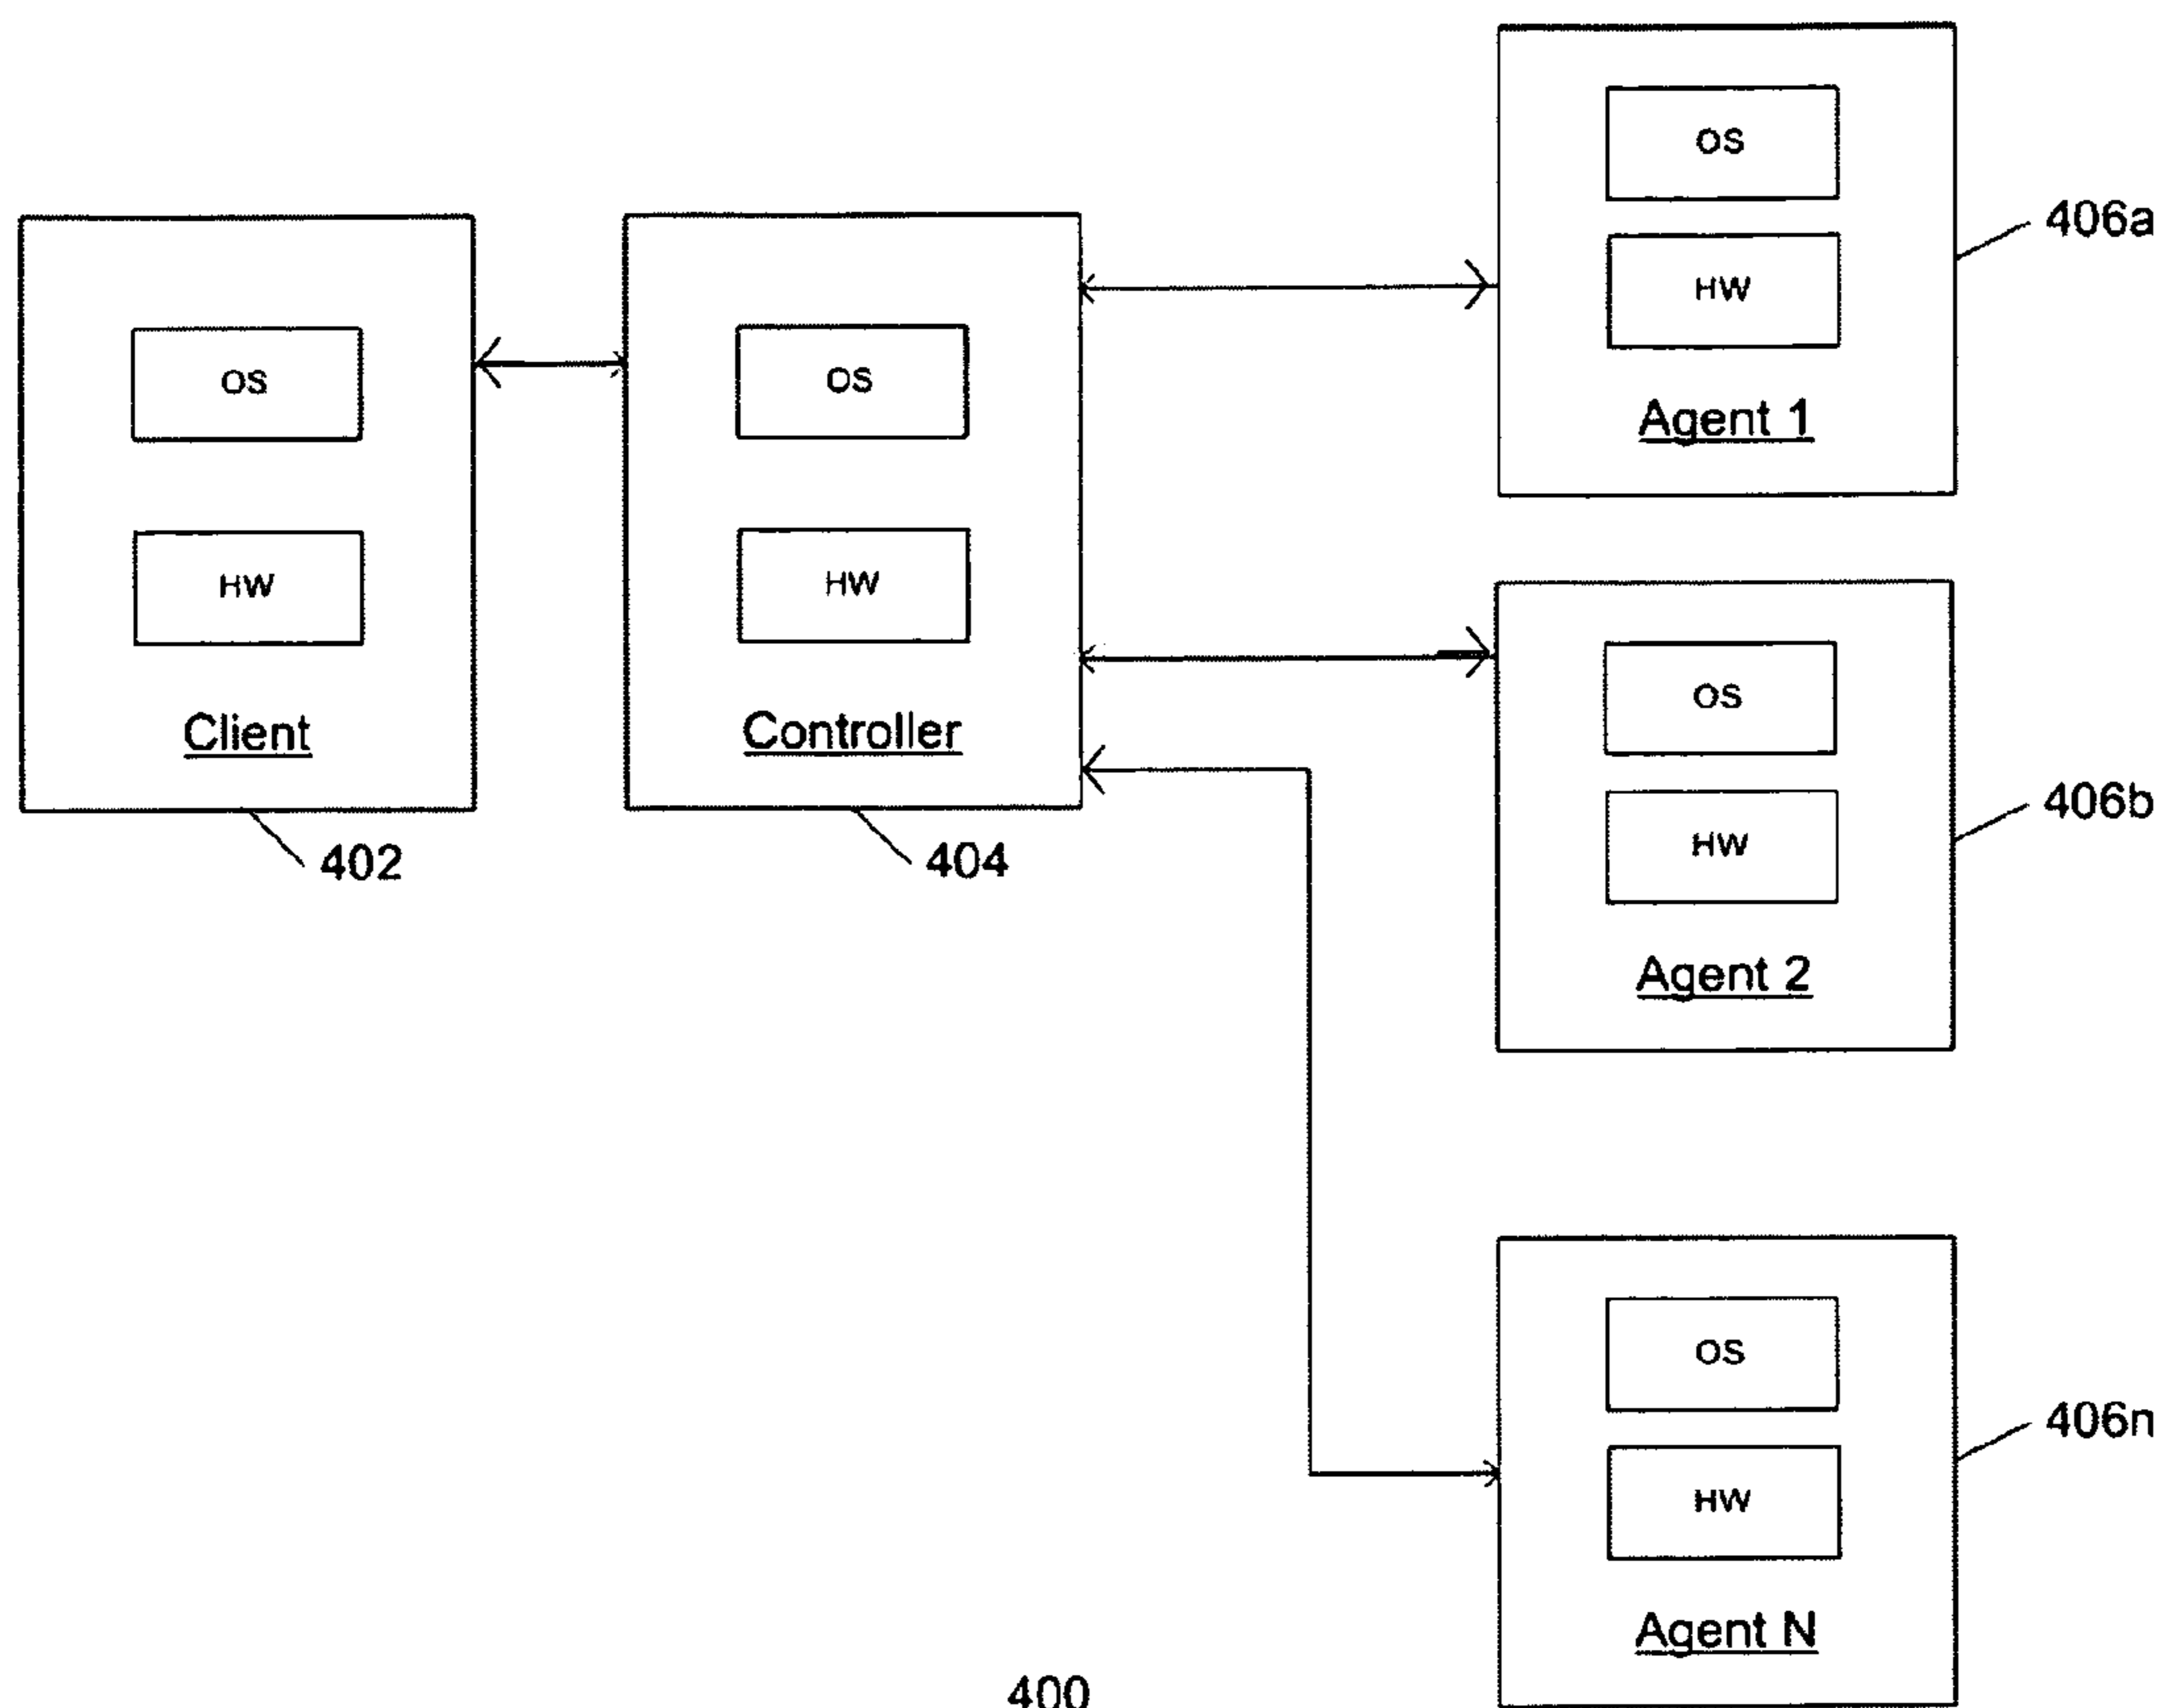 OS
HW
Client
402
OS
HW
Controller
404
OS
HW
Agent 1
406a
OS
HW
Agent 2
406b
OS
HW
Agent N
406n
400